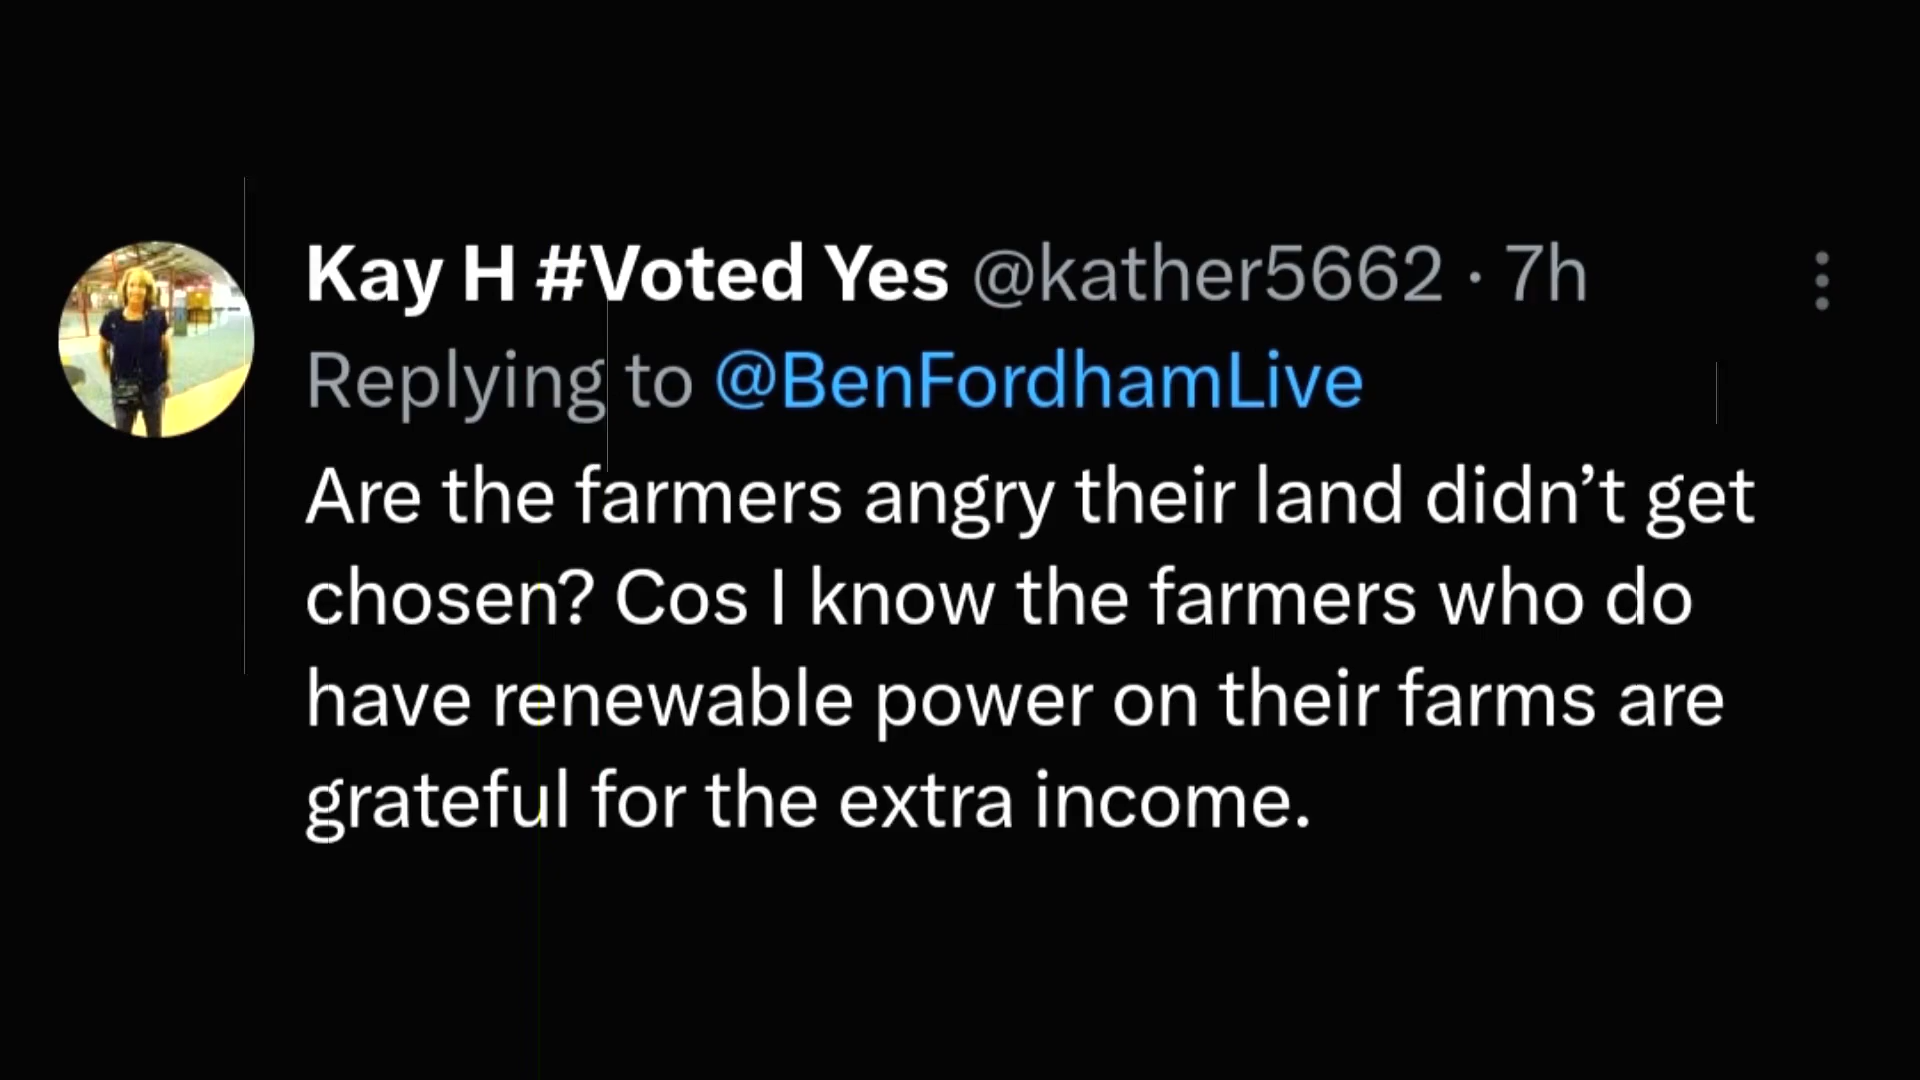 Kay H #Voted Yes @kather5662 · 7h
Replying to @BenFordhamLive
Are the farmers angry their land didn’t get
chosen? Cos I know the farmers who do
have renewable power on their farms are
grateful for the extra income.